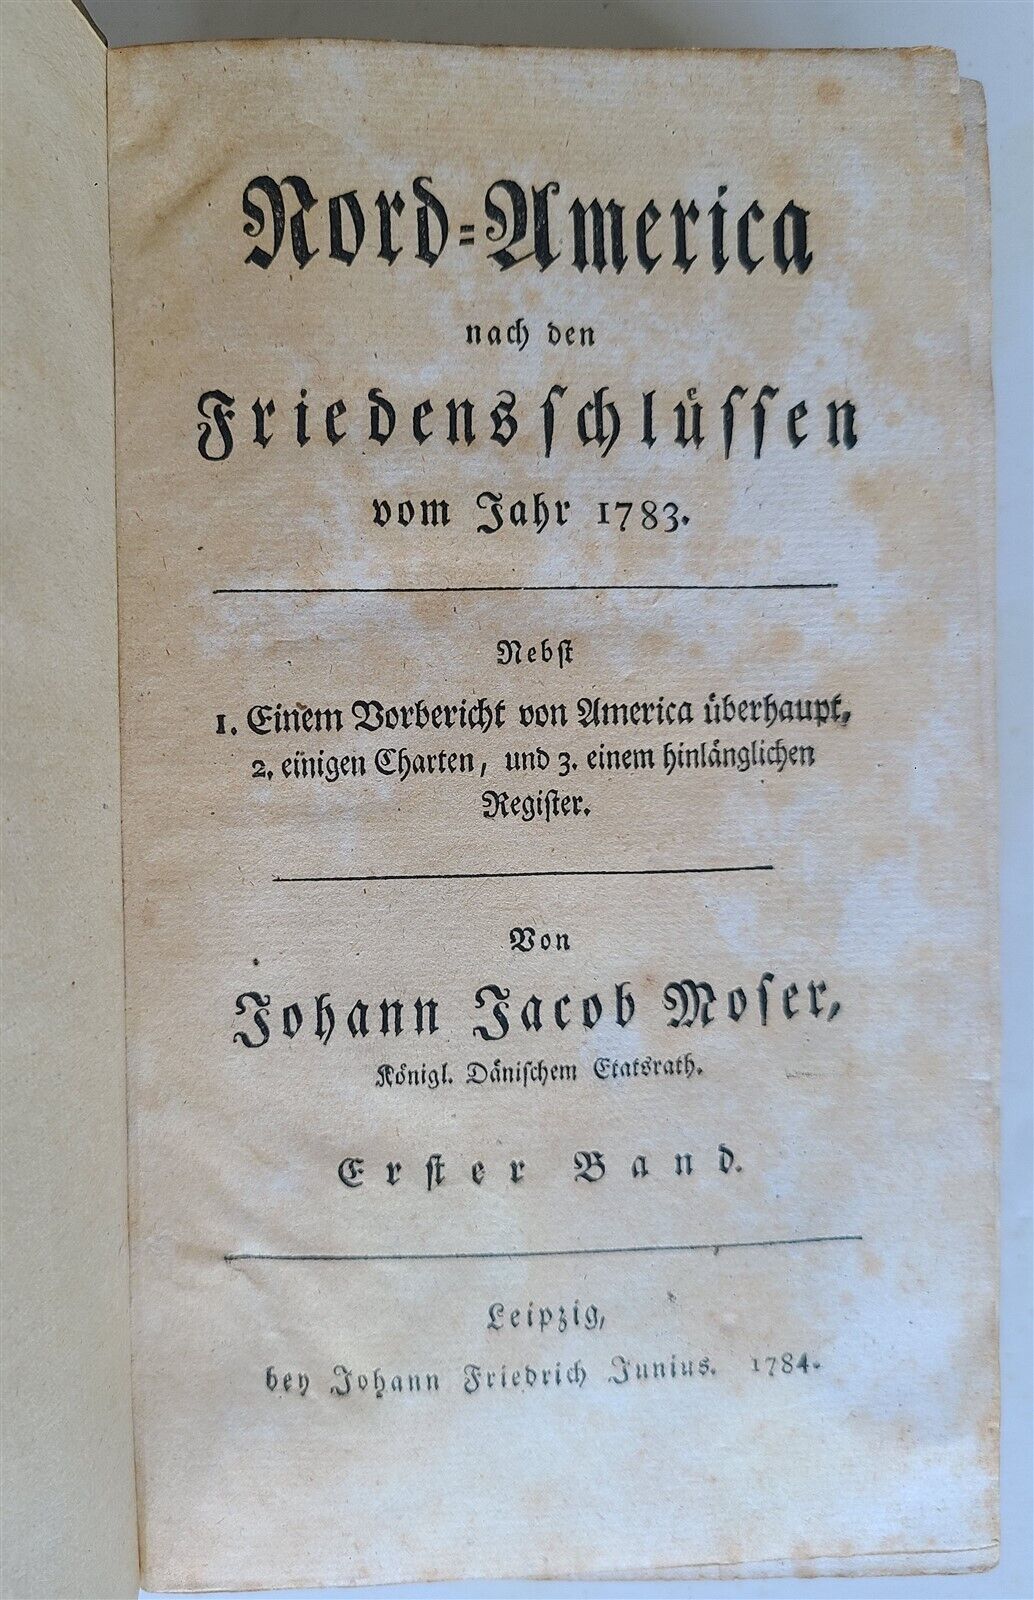 Nord-America
nach den
Friedensschlüssen
vom Jahr 1783.
Nebst
1. Einem Vorbericht von America überhaupt,
2. einigen Charten, und 3. einem hinlänglichen
Register.
Von
Johann Jacob Moser,
Königl. Dänischem Etatsrath.
Erster Band.
Leipzig,
bey Johann Friedrich Junius. 1784.